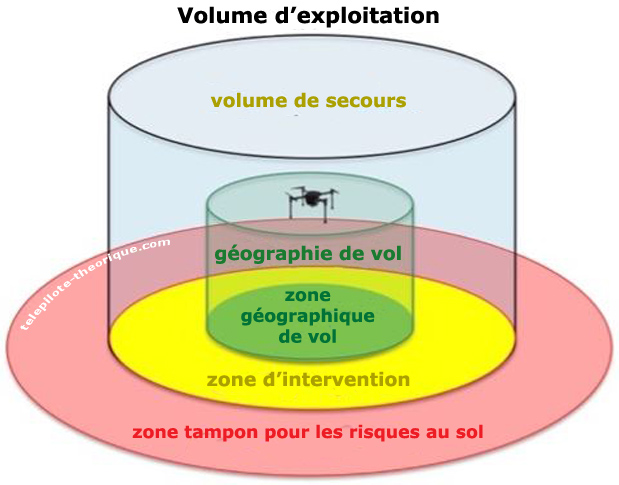 Volume d’exploitation
volume de secours
telepilote-theorique.com
géographie de vol
zone
géographique
de vol
zone d’intervention
zone tampon pour les risques au sol